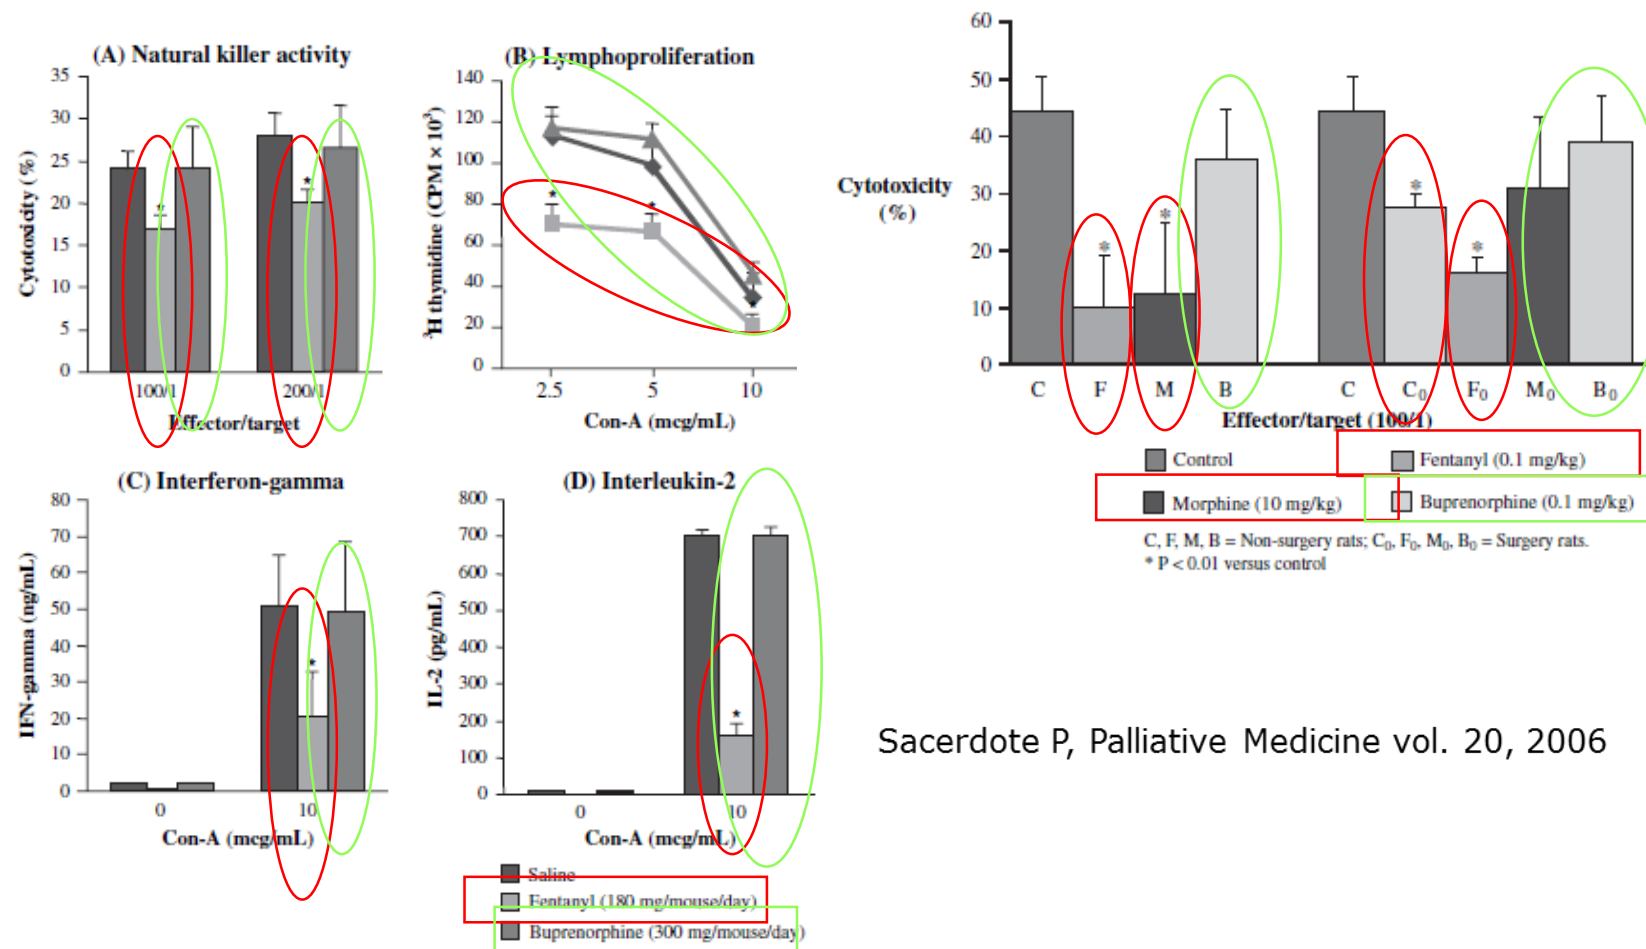 (A) Natural killer activity
35
30
25
20
15
10
5
0
Cytotoxicity (%)
*
*
100/1
200/1
Effector/target
(B) Lymphoproliferation
140
120
100
80
60
40
20
0
³H thymidine (CPM × 10³)
*
*
*
2.5
5
10
Con-A (mcg/mL)
60
50
40
30
20
10
0
Cytotoxicity
(%)
*
*
*
*
C
F
M
B
C
C₀
F₀
M₀
B₀
Effector/target (100/1)
Control
Fentanyl (0.1 mg/kg)
Morphine (10 mg/kg)
Buprenorphine (0.1 mg/kg)
C, F, M, B = Non-surgery rats; C₀, F₀, M₀, B₀ = Surgery rats.
* P < 0.01 versus control
(C) Interferon-gamma
80
70
60
50
40
30
20
10
0
IFN-gamma (ng/mL)
*
0
10
Con-A (mcg/mL)
(D) Interleukin-2
800
700
600
500
400
300
200
100
0
IL-2 (pg/mL)
*
0
10
Con-A (mcg/mL)
Saline
Fentanyl (180 mg/mouse/day)
Buprenorphine (300 mg/mouse/day)
Sacerdote P, Palliative Medicine vol. 20, 2006